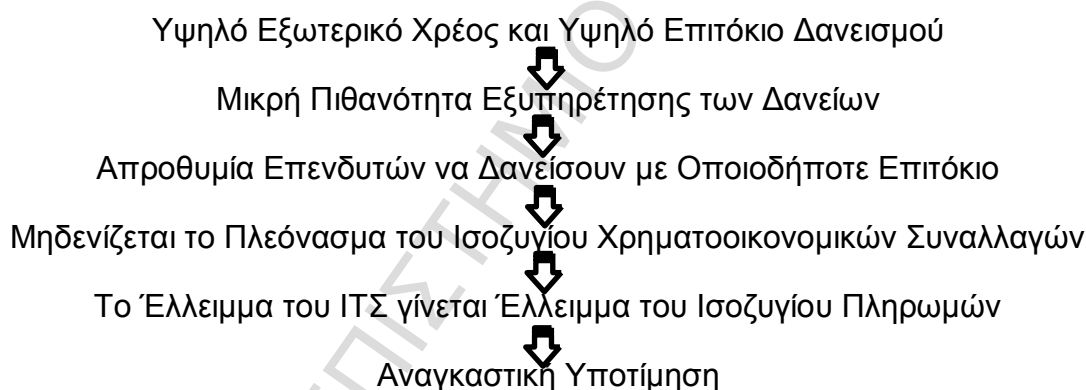 Υψηλό Εξωτερικό Χρέος και Υψηλό Επιτόκιο Δανεισμού
Μικρή Πιθανότητα Εξυπηρέτησης των Δανείων
Απροθυμία Επενδυτών να Δανείσουν με Οποιοδήποτε Επιτόκιο
Μηδενίζεται το Πλεόνασμα του Ισοζυγίου Χρηματοοικονομικών Συναλλαγών
Το Έλλειμμα του ΙΤΣ γίνεται Έλλειμμα του Ισοζυγίου Πληρωμών
Αναγκαστική Υποτίμηση